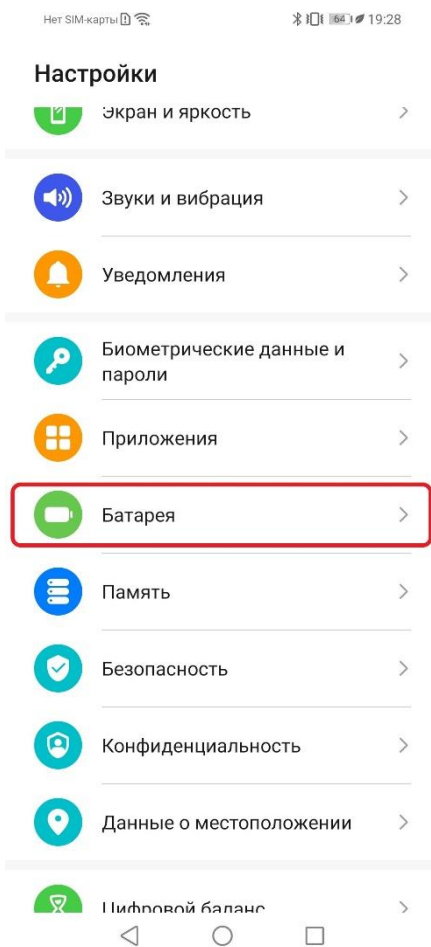 Нет SIM-карты 64 19:28
Настройки
Экран и яркость
Звуки и вибрация
Уведомления
Биометрические данные и
пароли
Приложения
Батарея
Память
Безопасность
Конфиденциальность
Данные о местоположении
Цифровой баланс